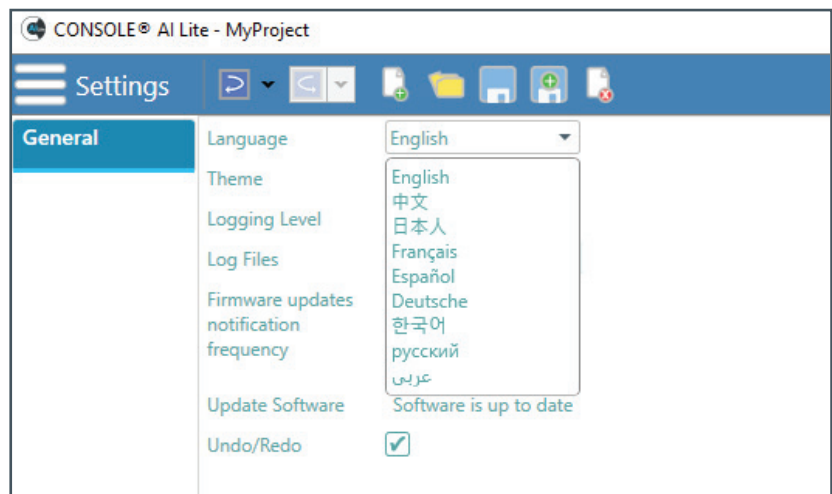 CONSOLE® AI Lite - MyProject
Settings
General
Language
English
Theme
English
中文
Logging Level
日本人
Log Files
Français
Español
Firmware updates
Deutsche
notification
한국어
frequency
русский
عربى
Update Software
Software is up to date
Undo/Redo